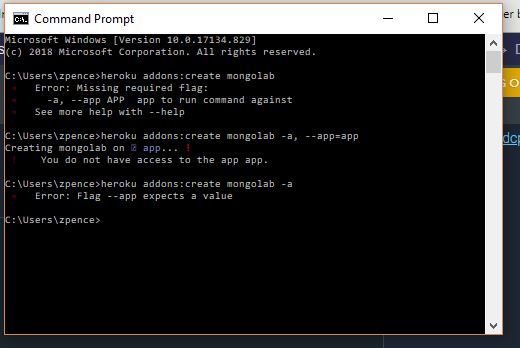 Command Prompt
er b
Microsoft Windows [Version 10.0.17134.829]
(c) 2018 Microsoft Corporation. All rights reserved.
C:\Users\zpence>heroku addons:create mongolab
Error: Missing required flag:
-a, --app APP  app to run command against
See more help with --help
C:\Users\zpence>heroku addons:create mongolab -a, --app=app
Creating mongolab on app... !
!    You do not have access to the app app.
C:\Users\zpence>heroku addons:create mongolab -a
Error: Flag --app expects a value
C:\Users\zpence>
dcp